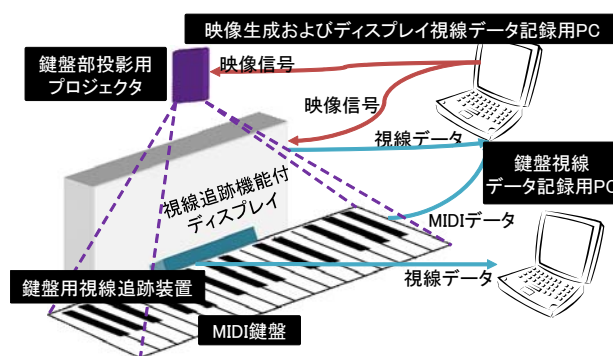 映像生成およびディスプレイ視線データ記録用PC
鍵盤部投影用
プロジェクタ
映像信号
映像信号
視線データ
鍵盤視線
データ記録用PC
視線追跡機能付
ディスプレイ
MIDIデータ
視線データ
鍵盤用視線追跡装置
MIDI鍵盤